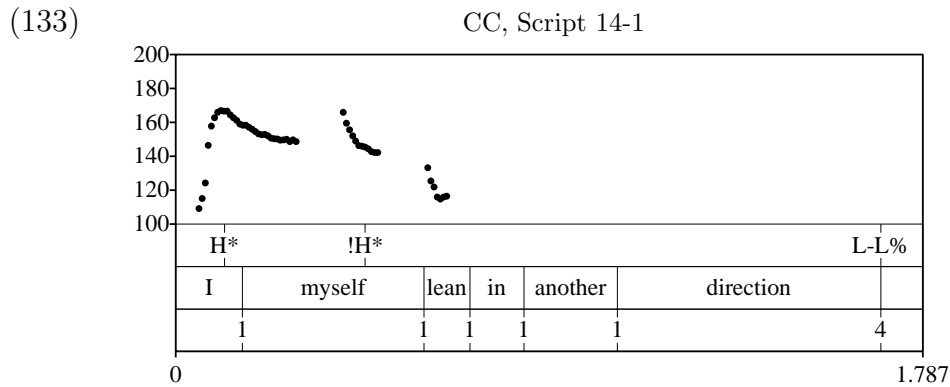 (133)
CC, Script 14-1
200
180
160
140
120
100
H* !H* L-L%
I myself lean in another direction
1 1 1 1 1 4
0 1.787